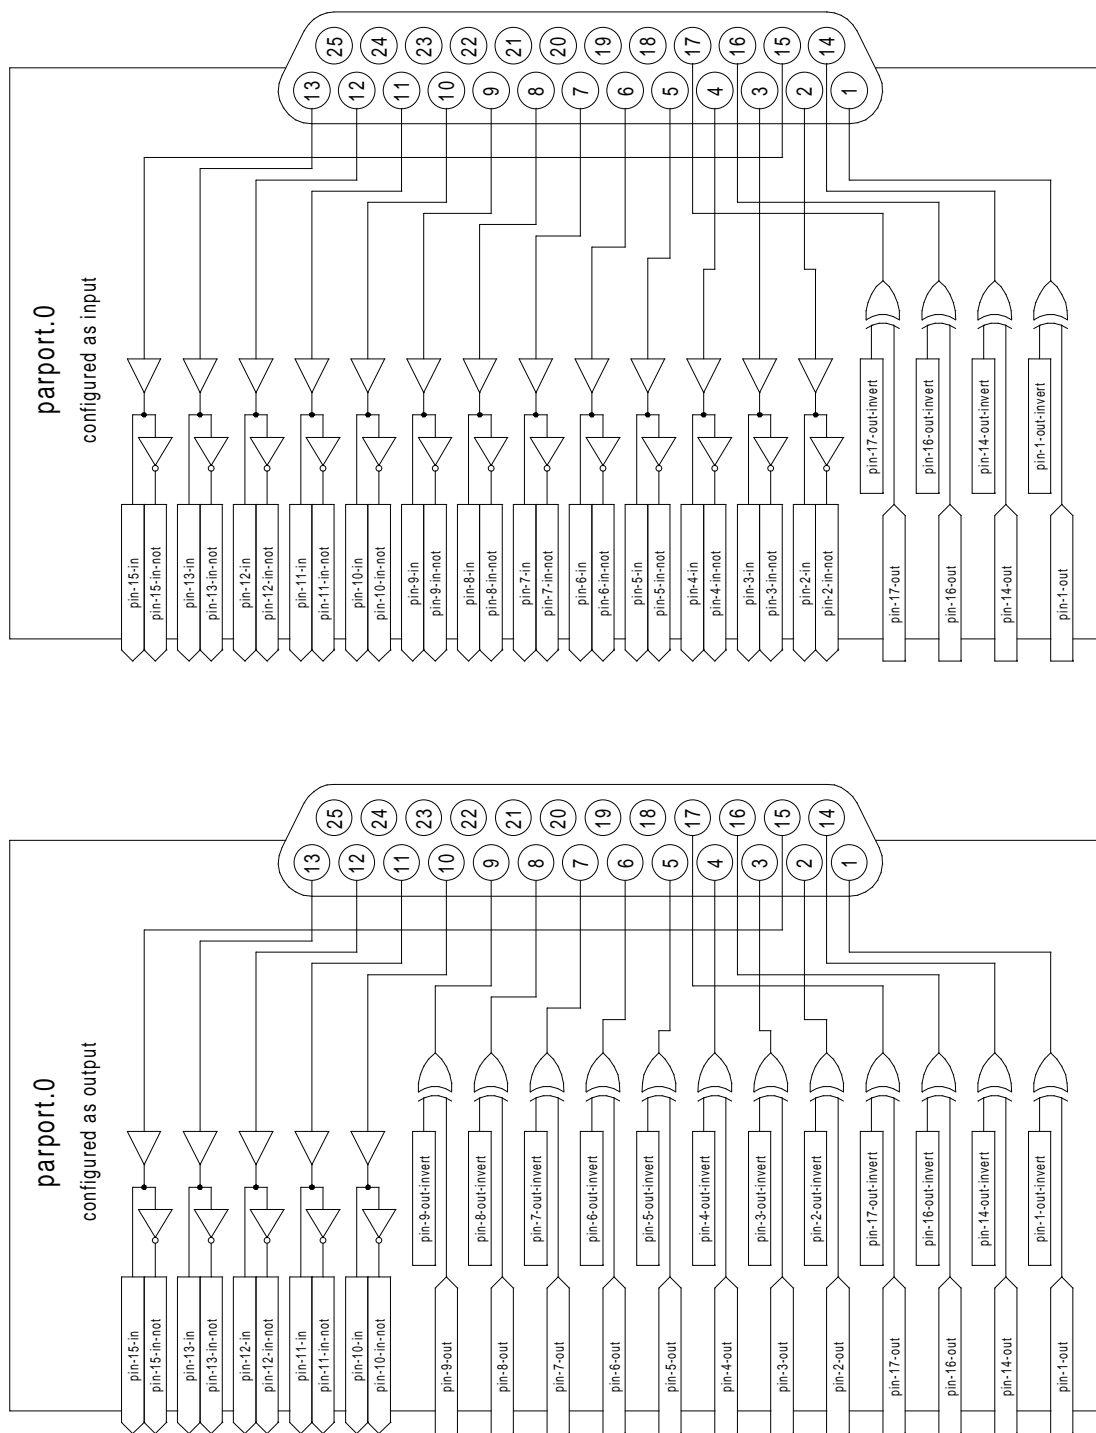 25
24
23
22
21
20
19
18
17
16
15
14
13
12
11
10
9
8
7
6
5
4
3
2
1
parport.0
configured as input
pin-15-in
pin-15-in-not
pin-13-in
pin-13-in-not
pin-12-in
pin-12-in-not
pin-11-in
pin-11-in-not
pin-10-in
pin-10-in-not
pin-9-in
pin-9-in-not
pin-8-in
pin-8-in-not
pin-7-in
pin-7-in-not
pin-6-in
pin-6-in-not
pin-5-in
pin-5-in-not
pin-4-in
pin-4-in-not
pin-3-in
pin-3-in-not
pin-2-in
pin-2-in-not
pin-17-out-invert
pin-17-out
pin-16-out-invert
pin-16-out
pin-14-out-invert
pin-14-out
pin-1-out-invert
pin-1-out
25
24
23
22
21
20
19
18
17
16
15
14
13
12
11
10
9
8
7
6
5
4
3
2
1
parport.0
configured as output
pin-15-in
pin-15-in-not
pin-13-in
pin-13-in-not
pin-12-in
pin-12-in-not
pin-11-in
pin-11-in-not
pin-10-in
pin-10-in-not
pin-9-out-invert
pin-9-out
pin-8-out-invert
pin-8-out
pin-7-out-invert
pin-7-out
pin-6-out-invert
pin-6-out
pin-5-out-invert
pin-5-out
pin-4-out-invert
pin-4-out
pin-3-out-invert
pin-3-out
pin-2-out-invert
pin-2-out
pin-17-out-invert
pin-17-out
pin-16-out-invert
pin-16-out
pin-14-out-invert
pin-14-out
pin-1-out-invert
pin-1-out